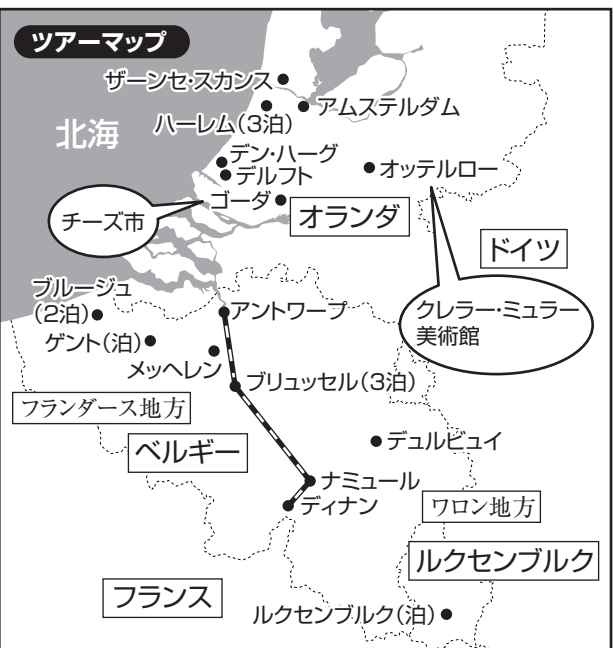 ツアーマップ
ザーンセ・スカンス
アムステルダム
ハーレム(3泊)
北海
デン・ハーグ
デルフト
オッテルロー
ゴーダ
チーズ市
オランダ
ドイツ
クレラー・ミュラー
美術館
ブルージュ
(2泊)
アントワープ
ゲント(泊)
メッヘレン
ブリュッセル(3泊)
フランダース地方
ベルギー
デュルビュイ
ナミュール
ディナン
ワロン地方
ルクセンブルク
フランス
ルクセンブルク(泊)